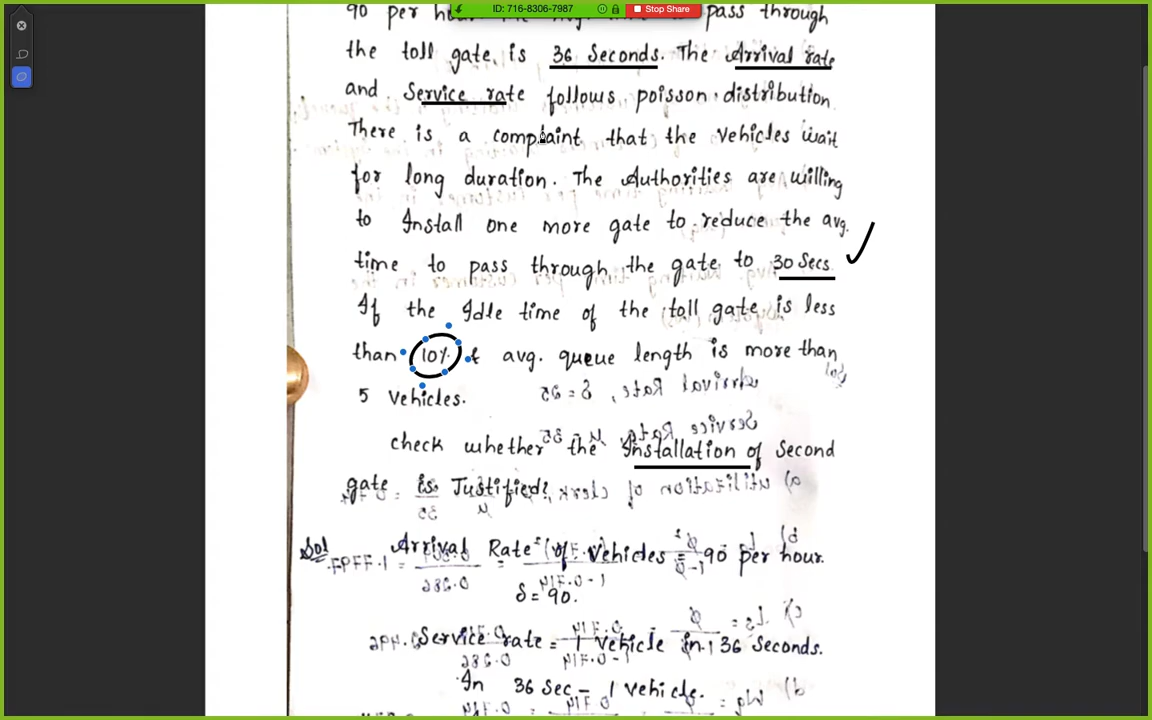 ID: 716-8306-7987 Stop Share
90 per pass through
the toll gate is 36 Seconds. The Arrival rate
and Service rate follows poisson distribution
There is a complaint that the vehicles wait
for long duration. The Authorities are willing
to Install one more gate to reduce the avg.
time to pass through the gate to 30 Secs.
If the Idle time of the toll gate is less
than 10% & avg. queue length is more than
5 Vehicles.
check whether the Installation of Second
gate is Justified?
Sol Arrival Rate of Vehicles = 90 per hour.
δ = 90.
Service rate = 1 vehicle in 36 Seconds.
In 36 Sec – 1 Vehicle.